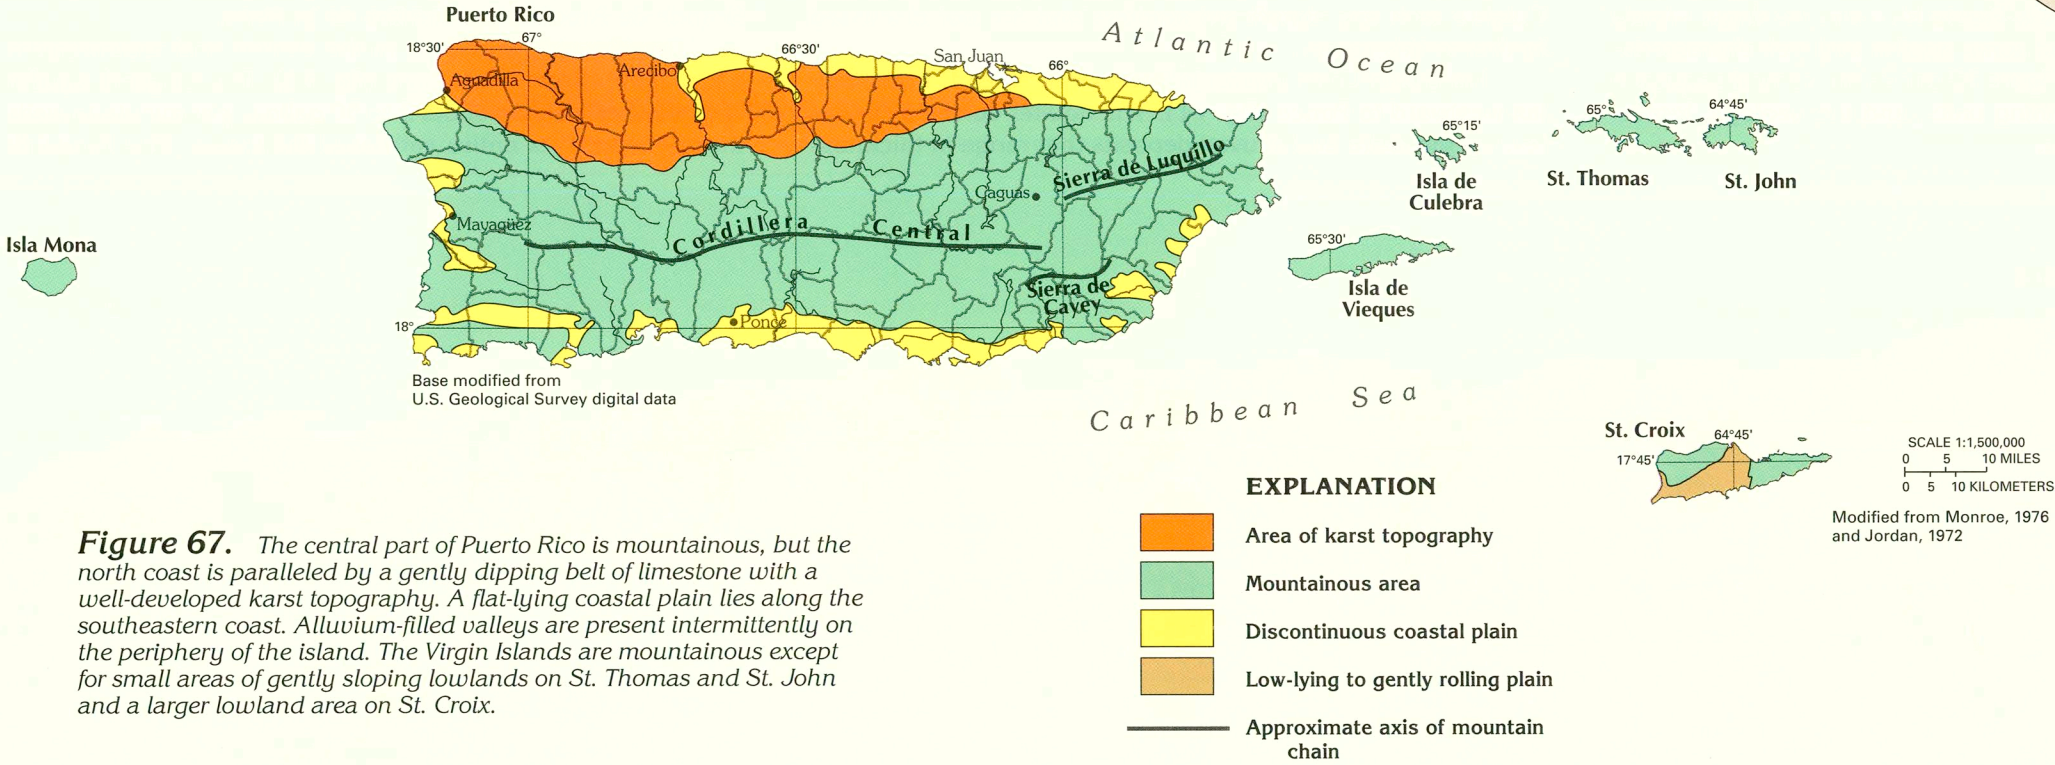 Puerto Rico
18°30'
67°
66°30'
San Juan
66°
Atlantic Ocean
Aguadilla
Arecibo
65°15'
65°
64°45'
Isla de
Culebra
St. Thomas
St. John
Sierra de Luquillo
Caguas
Mayagüez
Cordillera Central
Isla Mona
65°30'
Isla de
Vieques
Sierra de
Cayey
18°
Ponce
Base modified from
U.S. Geological Survey digital data
Caribbean Sea
St. Croix
64°45'
17°45'
SCALE 1:1,500,000
0 5 10 MILES
0 5 10 KILOMETERS
Modified from Monroe, 1976
and Jordan, 1972
EXPLANATION
Area of karst topography
Mountainous area
Discontinuous coastal plain
Low-lying to gently rolling plain
Approximate axis of mountain
chain
Figure 67. The central part of Puerto Rico is mountainous, but the
north coast is paralleled by a gently dipping belt of limestone with a
well-developed karst topography. A flat-lying coastal plain lies along the
southeastern coast. Alluvium-filled valleys are present intermittently on
the periphery of the island. The Virgin Islands are mountainous except
for small areas of gently sloping lowlands on St. Thomas and St. John
and a larger lowland area on St. Croix.